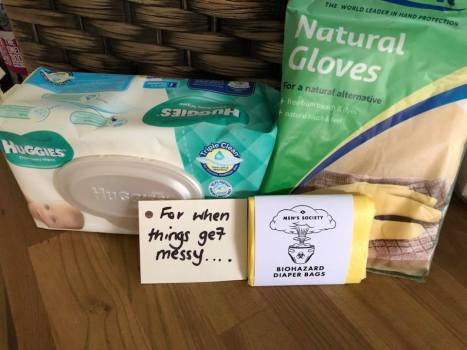 THE WORLD LEADER IN HAND PROTECTION
Natural
Gloves
For a natural alternative
HUGGIES
Triple Clean
HUGGIES
HUGGIES
For when
things get
messy....
MEN'S SOCIETY
BIOHAZARD
DIAPER BAGS